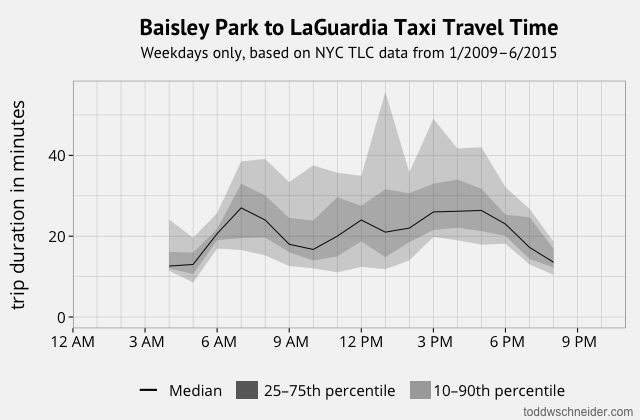 Baisley Park to LaGuardia Taxi Travel Time
Weekdays only, based on NYC TLC data from 1/2009–6/2015
trip duration in minutes
40
20
0
12 AM 3 AM 6 AM 9 AM 12 PM 3 PM 6 PM 9 PM
Median 25–75th percentile 10–90th percentile
toddwschneider.com